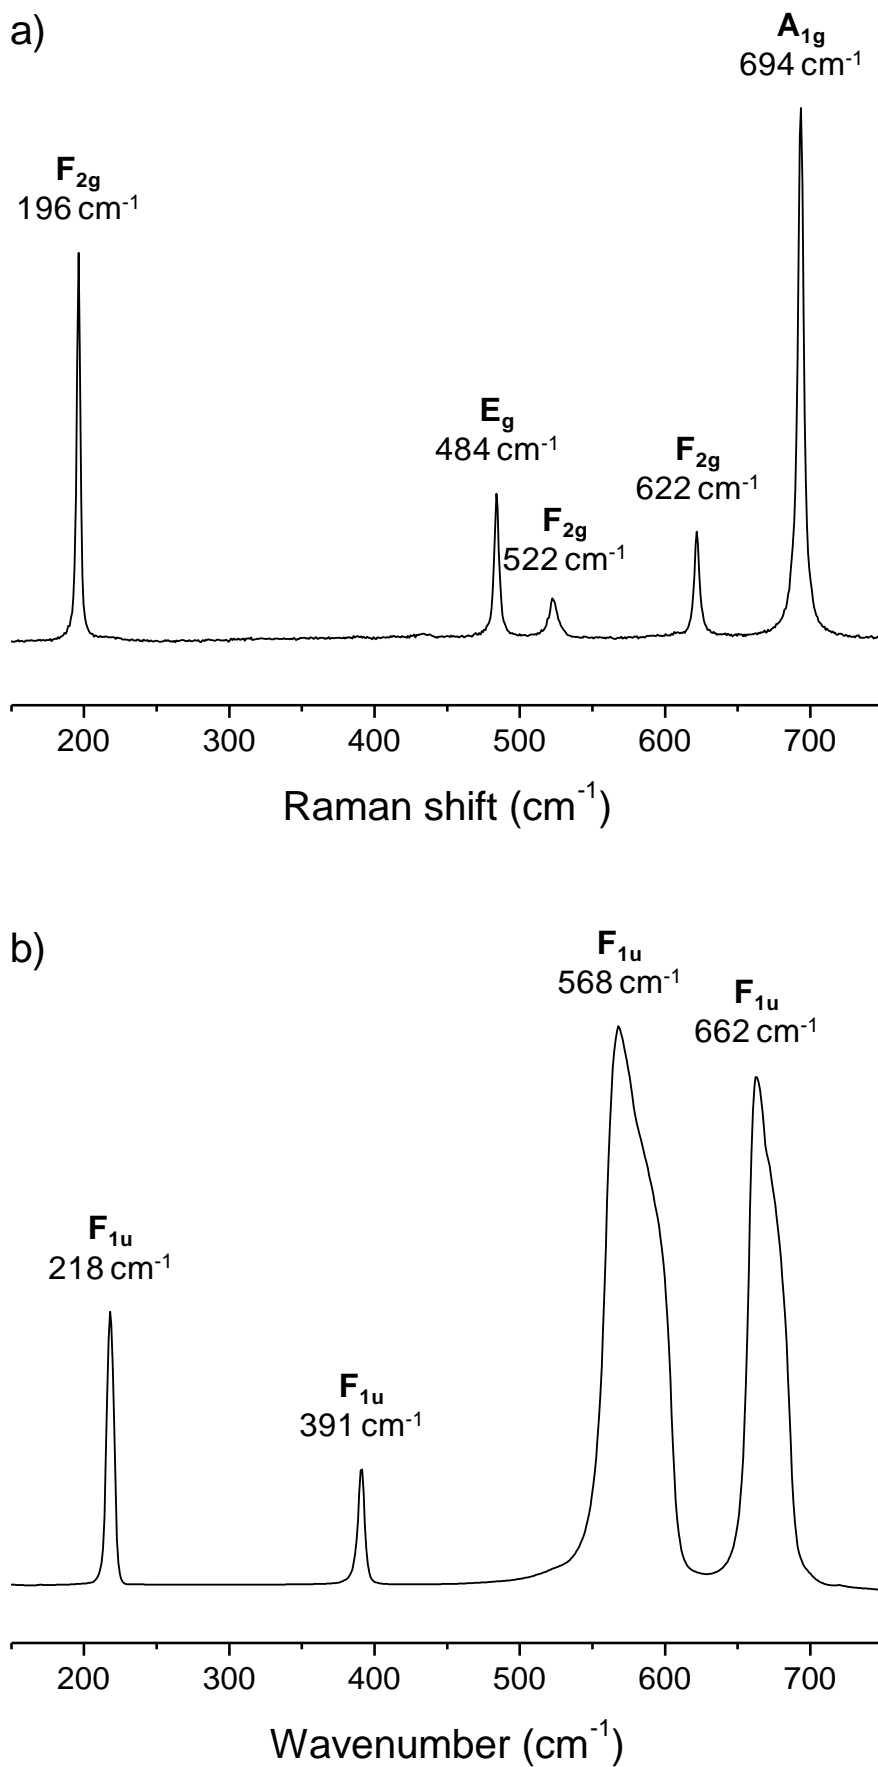 a)
A1g
694 cm-1
F2g
196 cm-1
Eg
484 cm-1
F2g
622 cm-1
F2g
522 cm-1
200 300 400 500 600 700
Raman shift (cm-1)
b)
F1u
568 cm-1
F1u
662 cm-1
F1u
218 cm-1
F1u
391 cm-1
200 300 400 500 600 700
Wavenumber (cm-1)